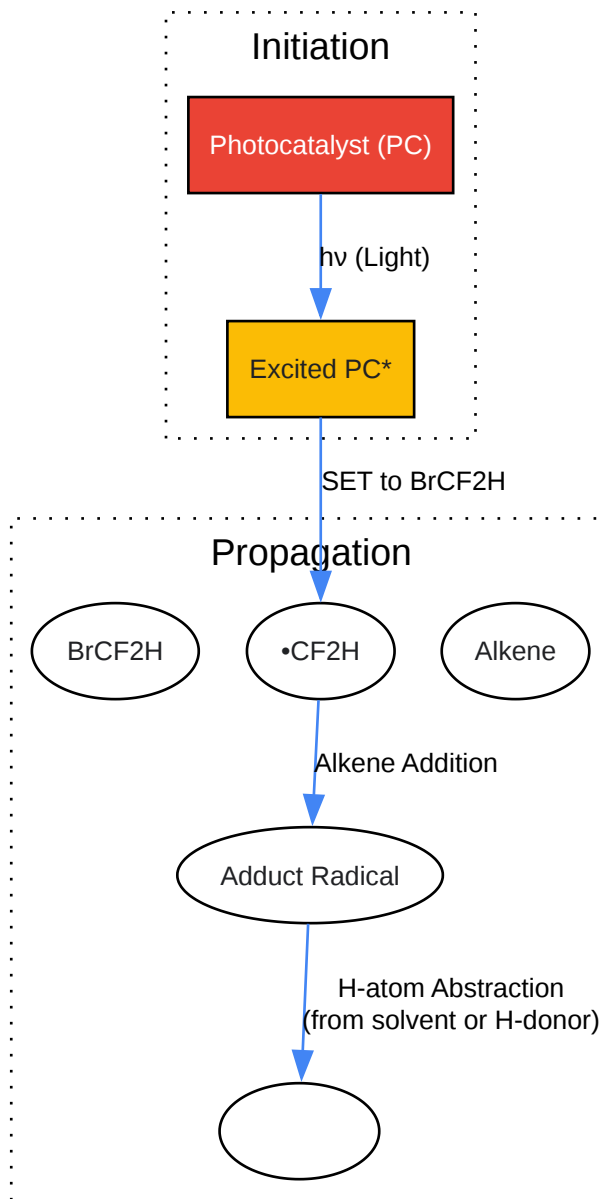 Initiation
Photocatalyst (PC)
hν (Light)
Excited PC*
SET to BrCF2H
Propagation
BrCF2H
•CF2H
Alkene
Alkene Addition
Adduct Radical
H-atom Abstraction
(from solvent or H-donor)